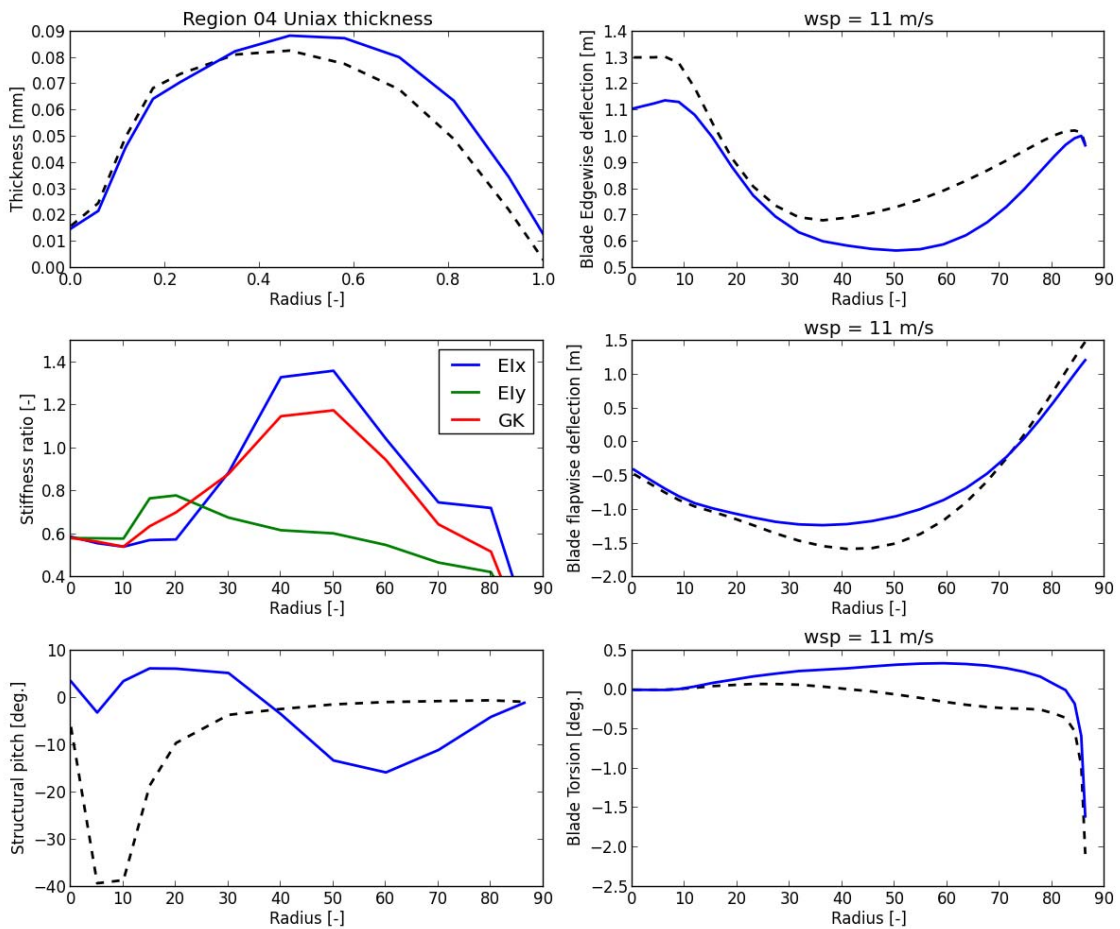 Region 04 Uniax thickness
Thickness [mm]
0.09
0.08
0.07
0.06
0.05
0.04
0.03
0.02
0.01
0.00
0.0 0.2 0.4 0.6 0.8 1.0
Radius [-]
wsp = 11 m/s
Blade Edgewise deflection [m]
1.4
1.3
1.2
1.1
1.0
0.9
0.8
0.7
0.6
0.5
0 10 20 30 40 50 60 70 80 90
Radius [-]
Stiffness ratio [-]
1.4
1.2
1.0
0.8
0.6
0.4
EIx
EIy
GK
0 10 20 30 40 50 60 70 80 90
Radius [-]
wsp = 11 m/s
Blade flapwise deflection [m]
1.5
1.0
0.5
0.0
−0.5
−1.0
−1.5
−2.0
0 10 20 30 40 50 60 70 80 90
Radius [-]
Structural pitch [deg.]
10
0
−10
−20
−30
−40
0 10 20 30 40 50 60 70 80 90
Radius [-]
wsp = 11 m/s
Blade Torsion [deg.]
0.5
0.0
−0.5
−1.0
−1.5
−2.0
−2.5
0 10 20 30 40 50 60 70 80 90
Radius [-]